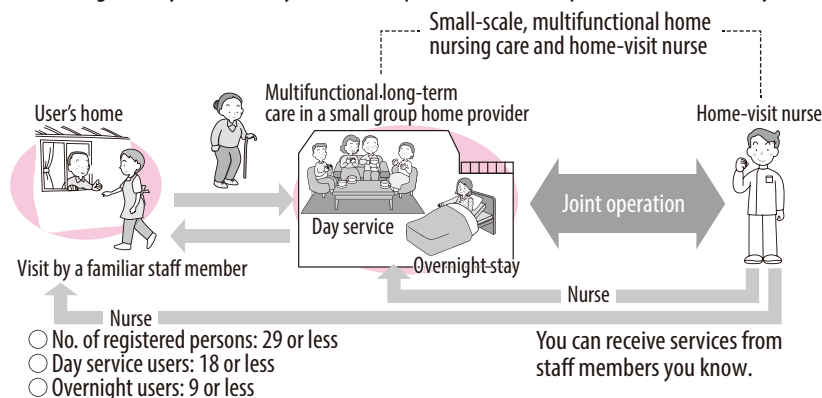 Small-scale, multifunctional home
nursing care and home-visit nurse
Multifunctional long-term
care in a small group home provider
User's home
Home-visit nurse
Joint operation
Day service
Overnight stay
Visit by a familiar staff member
Nurse
Nurse
○ No. of registered persons: 29 or less
○ Day service users: 18 or less
○ Overnight users: 9 or less
You can receive services from
staff members you know.